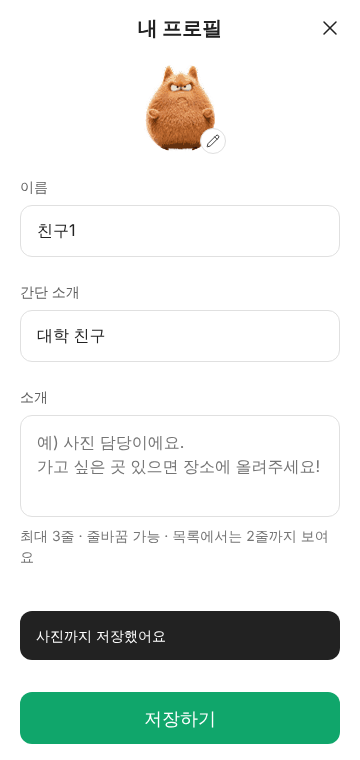 내 프로필
이름
친구1
간단 소개
대학 친구
소개
예) 사진 담당이에요.
가고 싶은 곳 있으면 장소에 올려주세요!
최대 3줄 · 줄바꿈 가능 · 목록에서는 2줄까지 보여
요
사진까지 저장했어요
저장하기